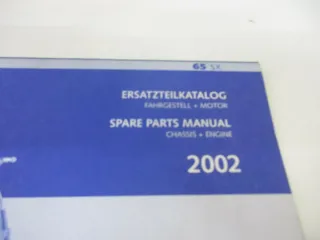 65 SX
ERSATZTEILKATALOG
FAHRGESTELL + MOTOR
SPARE PARTS MANUAL
CHASSIS + ENGINE
2002